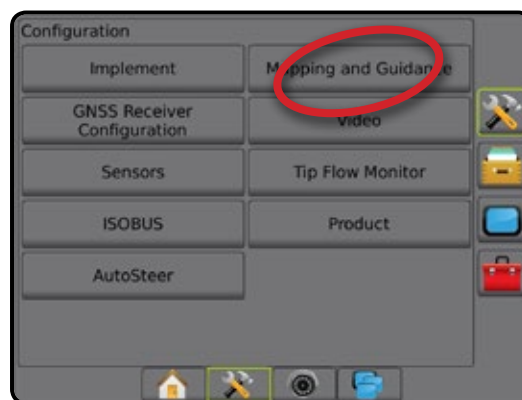 Configuration
Implement
Mapping and Guidance
GNSS Receiver
Configuration
Video
Sensors
Tip Flow Monitor
ISOBUS
Product
AutoSteer